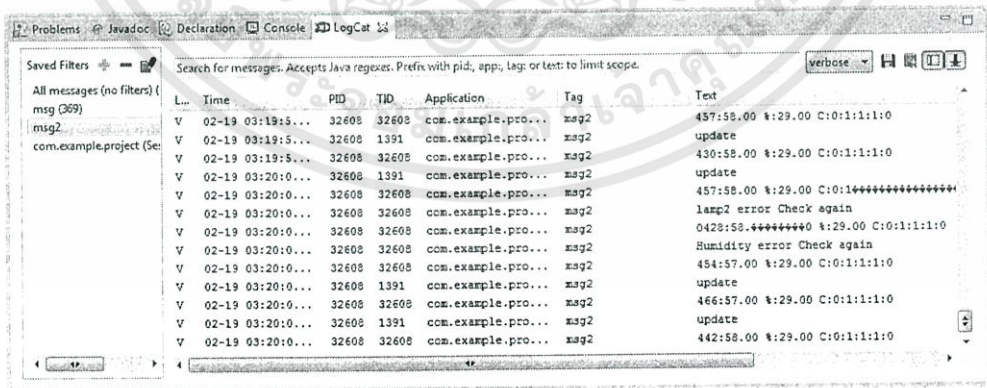 Problems @ Javadoc Declaration Console LogCat
Saved Filters
Search for messages. Accepts Java regexes. Prefix with pid:, app:, tag: or text: to limit scope.
verbose
All messages (no filters) (
msg (369)
msg2
com.example.project (Se:
L... Time PID TID Application Tag Text
V 02-19 03:19:5... 32608 32608 com.example.pro... msg2 457:58.00 %:29.00 C:0:1:1:1:0
V 02-19 03:19:5... 32608 1391 com.example.pro... msg2 update
V 02-19 03:19:5... 32608 32608 com.example.pro... msg2 430:58.00 %:29.00 C:0:1:1:1:0
V 02-19 03:20:0... 32608 1391 com.example.pro... msg2 update
V 02-19 03:20:0... 32608 32608 com.example.pro... msg2 457:58.00 %:29.00 C:0:1
V 02-19 03:20:0... 32608 32608 com.example.pro... msg2 lamp2 error Check again
V 02-19 03:20:0... 32608 32608 com.example.pro... msg2 0428:58.��������0 %:29.00 C:0:1:1:1:0
V 02-19 03:20:0... 32608 32608 com.example.pro... msg2 Humidity error Check again
V 02-19 03:20:0... 32608 32608 com.example.pro... msg2 454:57.00 %:29.00 C:0:1:1:1:0
V 02-19 03:20:0... 32608 1391 com.example.pro... msg2 update
V 02-19 03:20:0... 32608 32608 com.example.pro... msg2 466:57.00 %:29.00 C:0:1:1:1:0
V 02-19 03:20:0... 32608 1391 com.example.pro... msg2 update
V 02-19 03:20:0... 32608 32608 com.example.pro... msg2 442:58.00 %:29.00 C:0:1:1:1:0